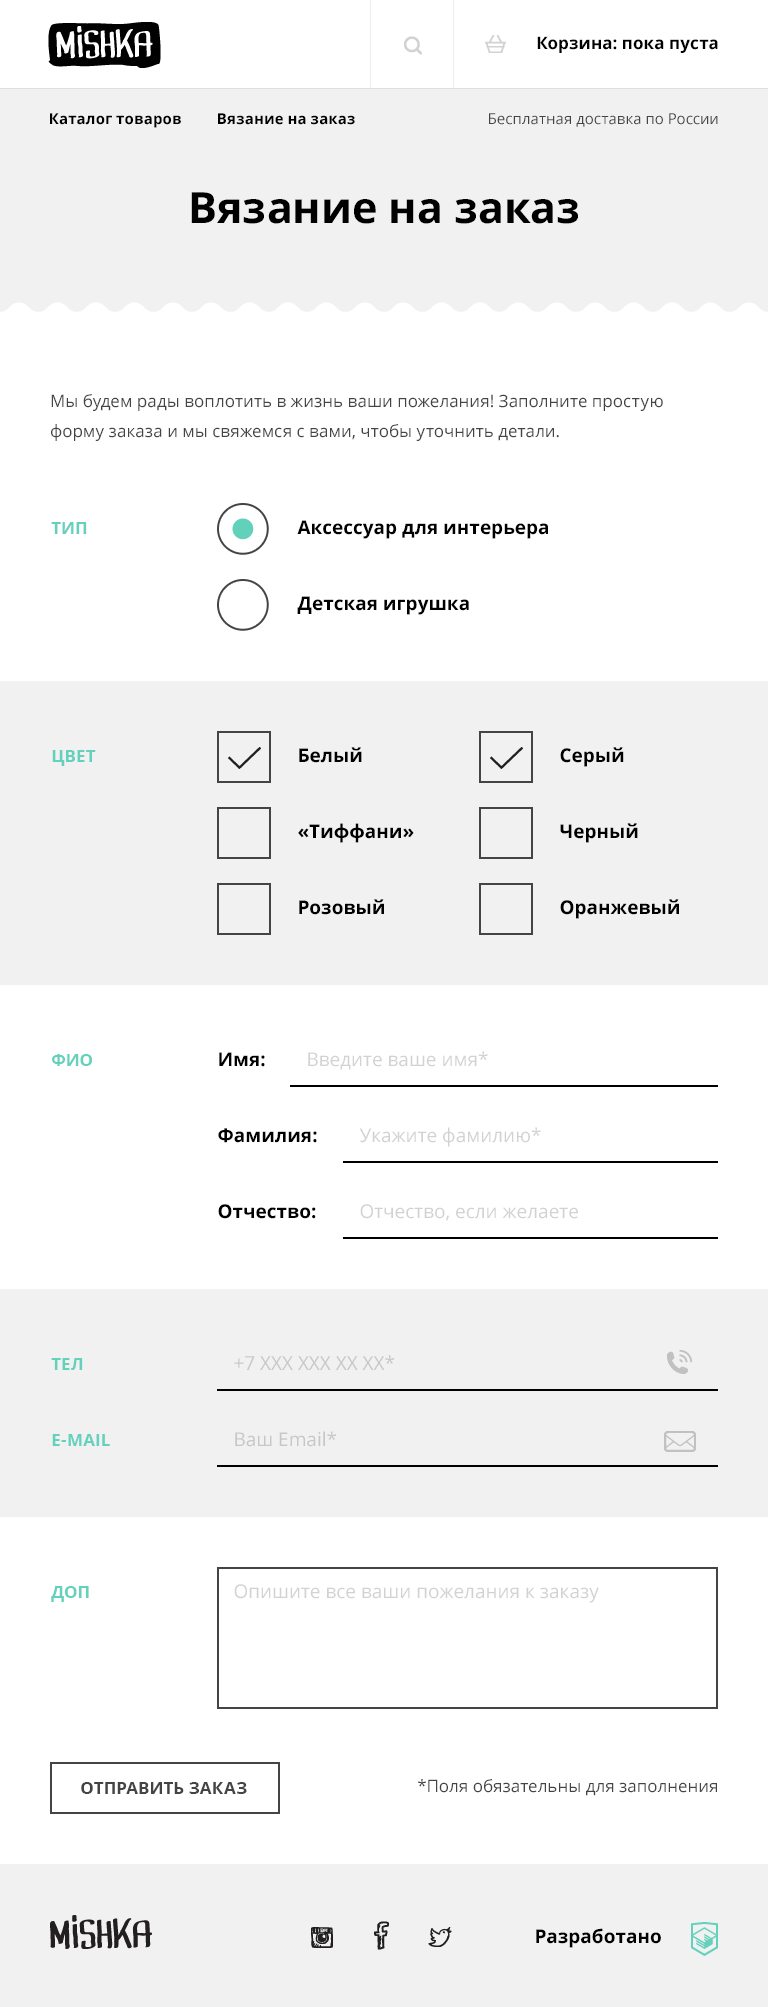 MiSHKA
Корзина: пока пуста
Каталог товаров
Вязание на заказ
Бесплатная доставка по России
Вязание на заказ
Мы будем рады воплотить в жизнь ваши пожелания! Заполните простую
форму заказа и мы свяжемся с вами, чтобы уточнить детали.
ТИП
Аксессуар для интерьера
Детская игрушка
ЦВЕТ
Белый
Серый
«Тиффани»
Черный
Розовый
Оранжевый
ФИО
Имя:
Введите ваше имя*
Фамилия:
Укажите фамилию*
Отчество:
Отчество, если желаете
ТЕЛ
+7 XXX XXX XX XX*
E-MAIL
Ваш Email*
ДОП
Опишите все ваши пожелания к заказу
ОТПРАВИТЬ ЗАКАЗ
*Поля обязательны для заполнения
MiSHKA
Разработано